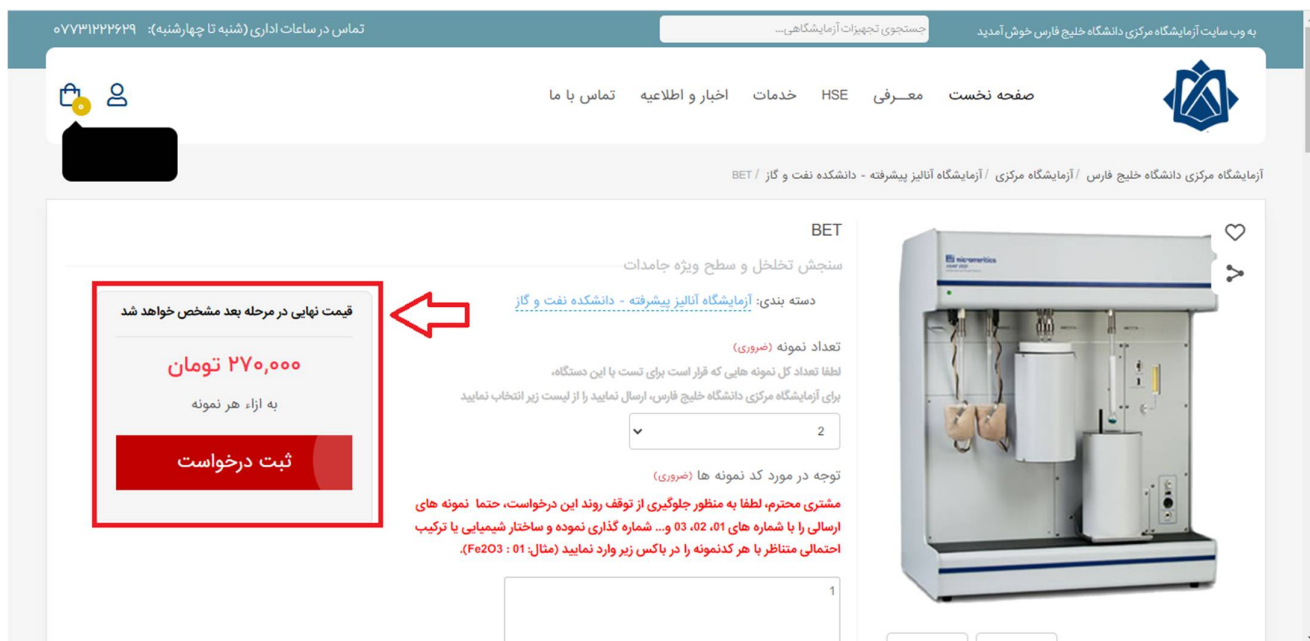 به وب سایت آزمایشگاه مرکزی دانشگاه خلیج فارس خوش آمدید
جستجوی تجهیزات آزمایشگاهی...
تماس در ساعات اداری (شنبه تا چهارشنبه): ۰۷۷۳۱۲۲۲۶۲۹
صفحه نخست
معــرفی
HSE
خدمات
اخبار و اطلاعیه
تماس با ما
۰
آزمایشگاه مرکزی دانشگاه خلیج فارس / آزمایشگاه مرکزی / آزمایشگاه آنالیز پیشرفته - دانشکده نفت و گاز / BET
micromeritics
BET
سنجش تخلخل و سطح ویژه جامدات
دسته بندی: آزمایشگاه آنالیز پیشرفته - دانشکده نفت و گاز
تعداد نمونه (ضروری)
لطفا تعداد کل نمونه هایی که قرار است برای تست با این دستگاه،
برای آزمایشگاه مرکزی دانشگاه خلیج فارس، ارسال نمایید را از لیست زیر انتخاب نمایید
2
توجه در مورد کد نمونه ها (ضروری)
مشتری محترم، لطفا به منظور جلوگیری از توقف روند این درخواست، حتما نمونه های
ارسالی را با شماره های 01، 02، 03 و... شماره گذاری نموده و ساختار شیمیایی یا ترکیب
احتمالی متناظر با هر کدنمونه را در باکس زیر وارد نمایید (مثال: 01 : Fe2O3).
1
قیمت نهایی در مرحله بعد مشخص خواهد شد
۲۷۰,۰۰۰ تومان
به ازاء هر نمونه
ثبت درخواست